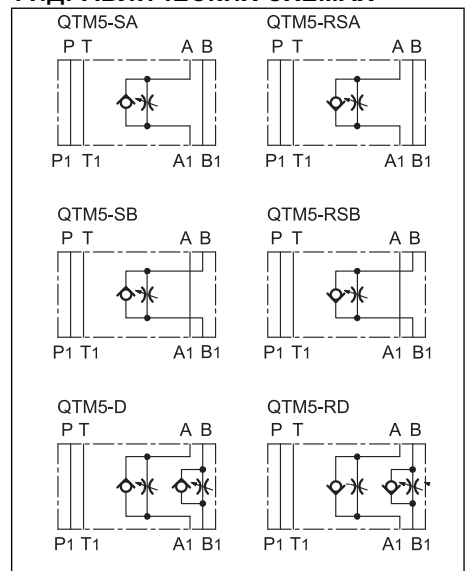 QTM5-SA QTM5-RSA
P T A B P T A B
P1 T1 A1 B1 P1 T1 A1 B1
QTM5-SB QTM5-RSB
P T A B P T A B
P1 T1 A1 B1 P1 T1 A1 B1
QTM5-D QTM5-RD
P T A B P T A B
P1 T1 A1 B1 P1 T1 A1 B1